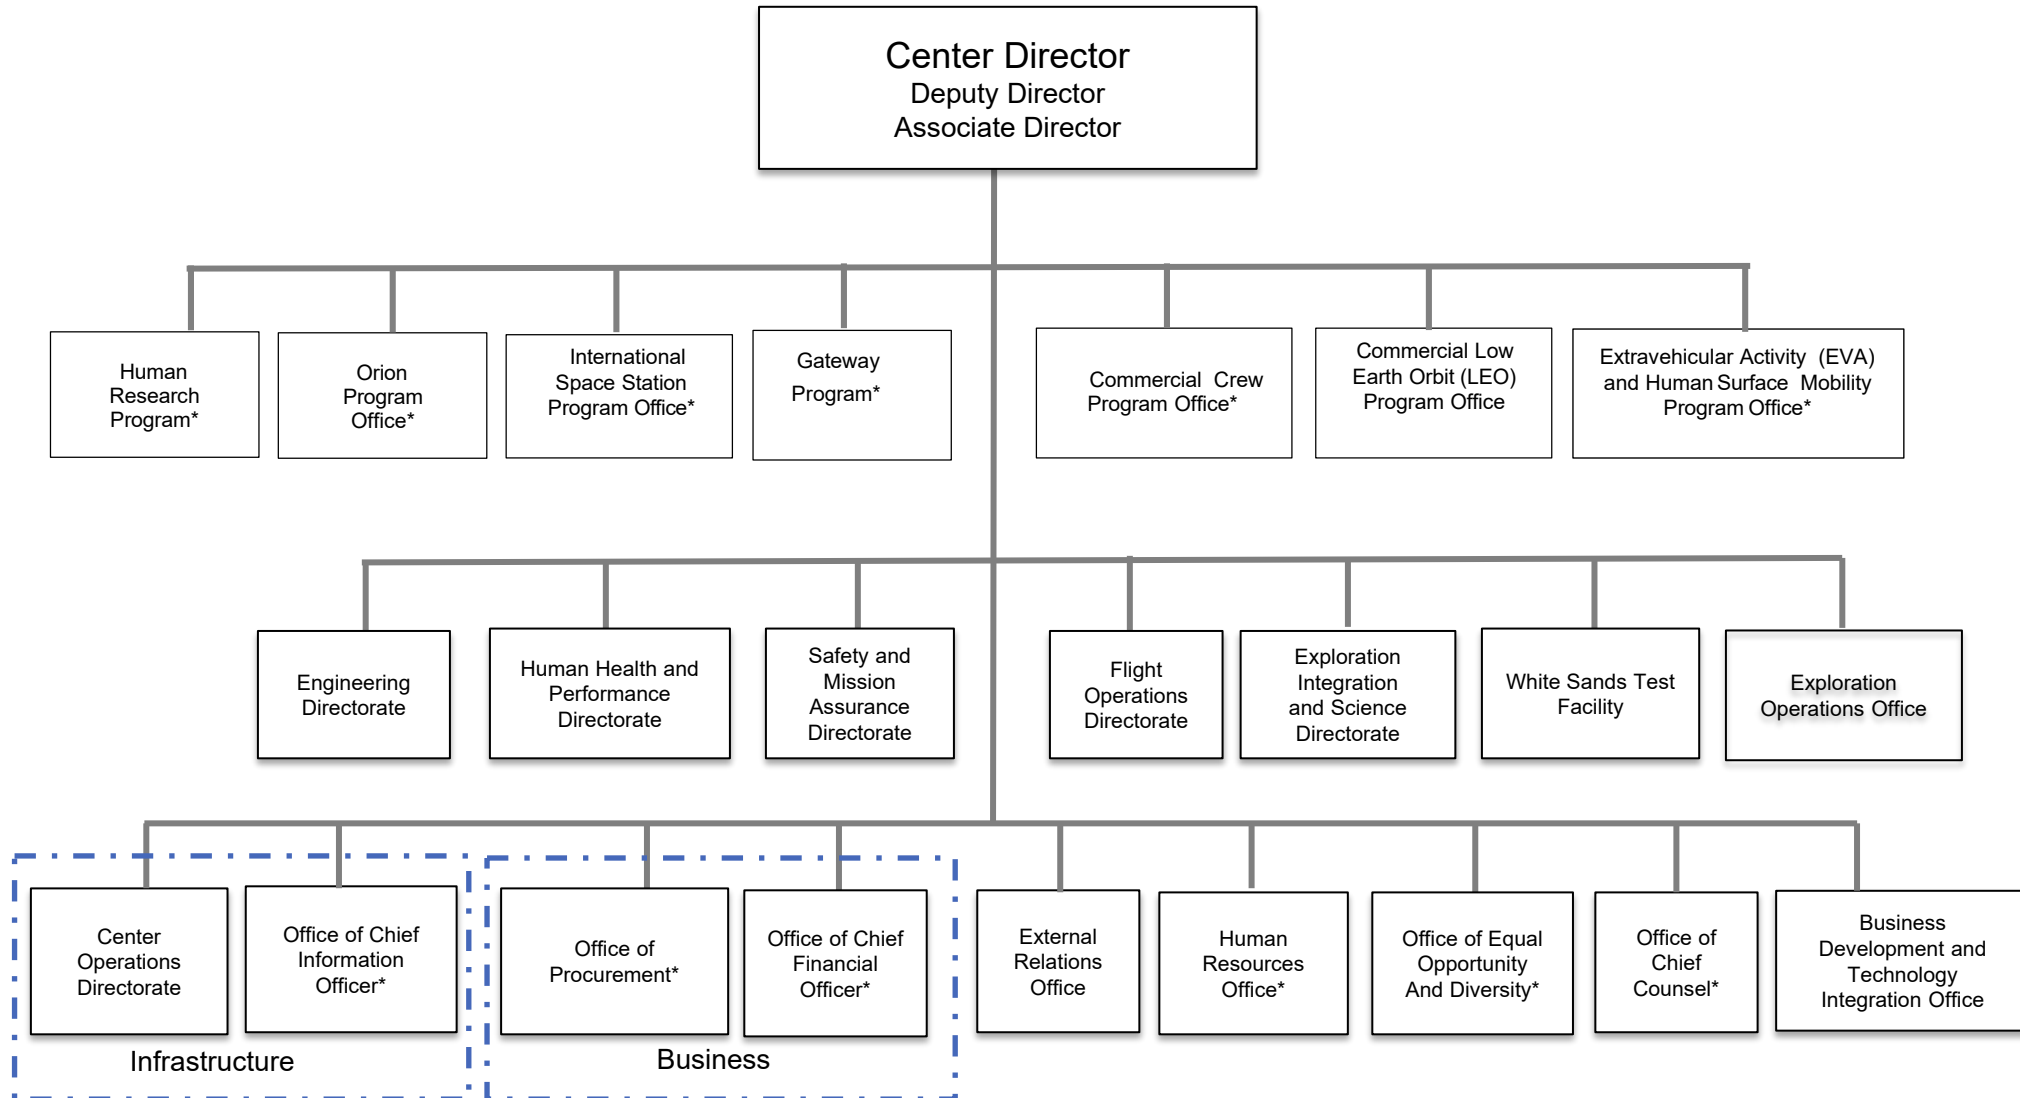 Center Director
Deputy Director
Associate Director
Human
Research
Program*
Orion
Program
Office*
International
Space Station
Program Office*
Gateway
Program*
Commercial Crew
Program Office*
Commercial Low
Earth Orbit (LEO)
Program Office
Extravehicular Activity (EVA)
and Human Surface Mobility
Program Office*
Engineering
Directorate
Human Health and
Performance
Directorate
Safety and
Mission
Assurance
Directorate
Flight
Operations
Directorate
Exploration
Integration
and Science
Directorate
White Sands Test
Facility
Exploration
Operations Office
Center
Operations
Directorate
Office of Chief
Information
Officer*
Infrastructure
Office of
Procurement*
Office of Chief
Financial
Officer*
Business
External
Relations
Office
Human
Resources
Office*
Office of Equal
Opportunity
And Diversity*
Office of
Chief
Counsel*
Business
Development and
Technology
Integration Office